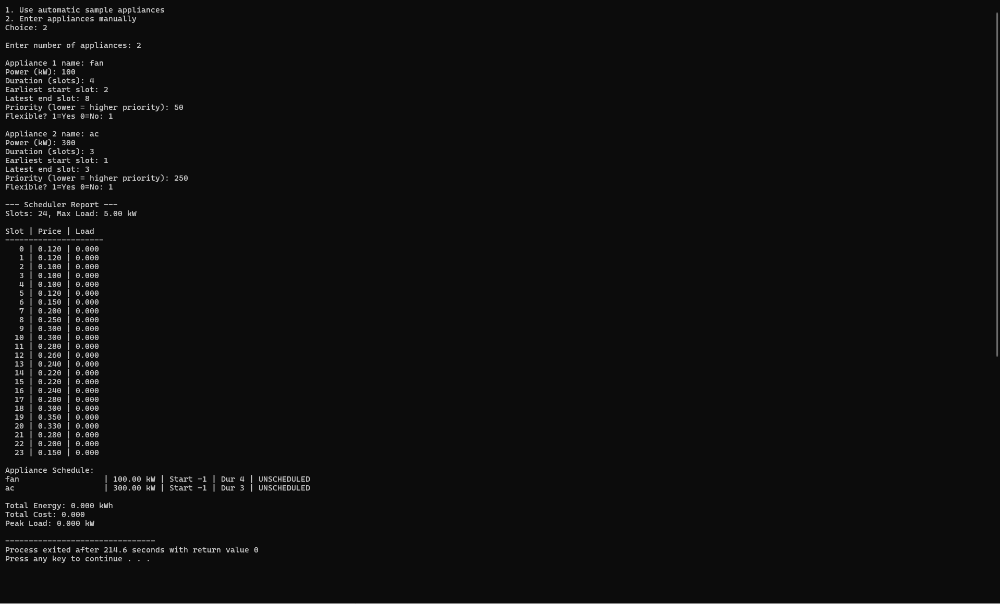 1. Use automatic sample appliances
2. Enter appliances manually
Choice: 2
Enter number of appliances: 2
Appliance 1 name: fan
Power (kW): 100
Duration (slots): 4
Earliest start slot: 2
Latest end slot: 8
Priority (lower = higher priority): 50
Flexible? 1=Yes 0=No: 1
Appliance 2 name: ac
Power (kW): 300
Duration (slots): 3
Earliest start slot: 1
Latest end slot: 3
Priority (lower = higher priority): 250
Flexible? 1=Yes 0=No: 1
--- Scheduler Report ---
Slots: 24, Max Load: 5.00 kW
Slot | Price | Load
---------------------
   0 | 0.120 | 0.000
   1 | 0.120 | 0.000
   2 | 0.100 | 0.000
   3 | 0.100 | 0.000
   4 | 0.100 | 0.000
   5 | 0.120 | 0.000
   6 | 0.150 | 0.000
   7 | 0.200 | 0.000
   8 | 0.250 | 0.000
   9 | 0.300 | 0.000
  10 | 0.300 | 0.000
  11 | 0.280 | 0.000
  12 | 0.260 | 0.000
  13 | 0.240 | 0.000
  14 | 0.220 | 0.000
  15 | 0.220 | 0.000
  16 | 0.240 | 0.000
  17 | 0.280 | 0.000
  18 | 0.300 | 0.000
  19 | 0.350 | 0.000
  20 | 0.330 | 0.000
  21 | 0.280 | 0.000
  22 | 0.200 | 0.000
  23 | 0.150 | 0.000
Appliance Schedule:
fan                  | 100.00 kW | Start -1 | Dur 4 | UNSCHEDULED
ac                   | 300.00 kW | Start -1 | Dur 3 | UNSCHEDULED
Total Energy: 0.000 kWh
Total Cost: 0.000
Peak Load: 0.000 kW
--------------------------------
Process exited after 214.6 seconds with return value 0
Press any key to continue . . .